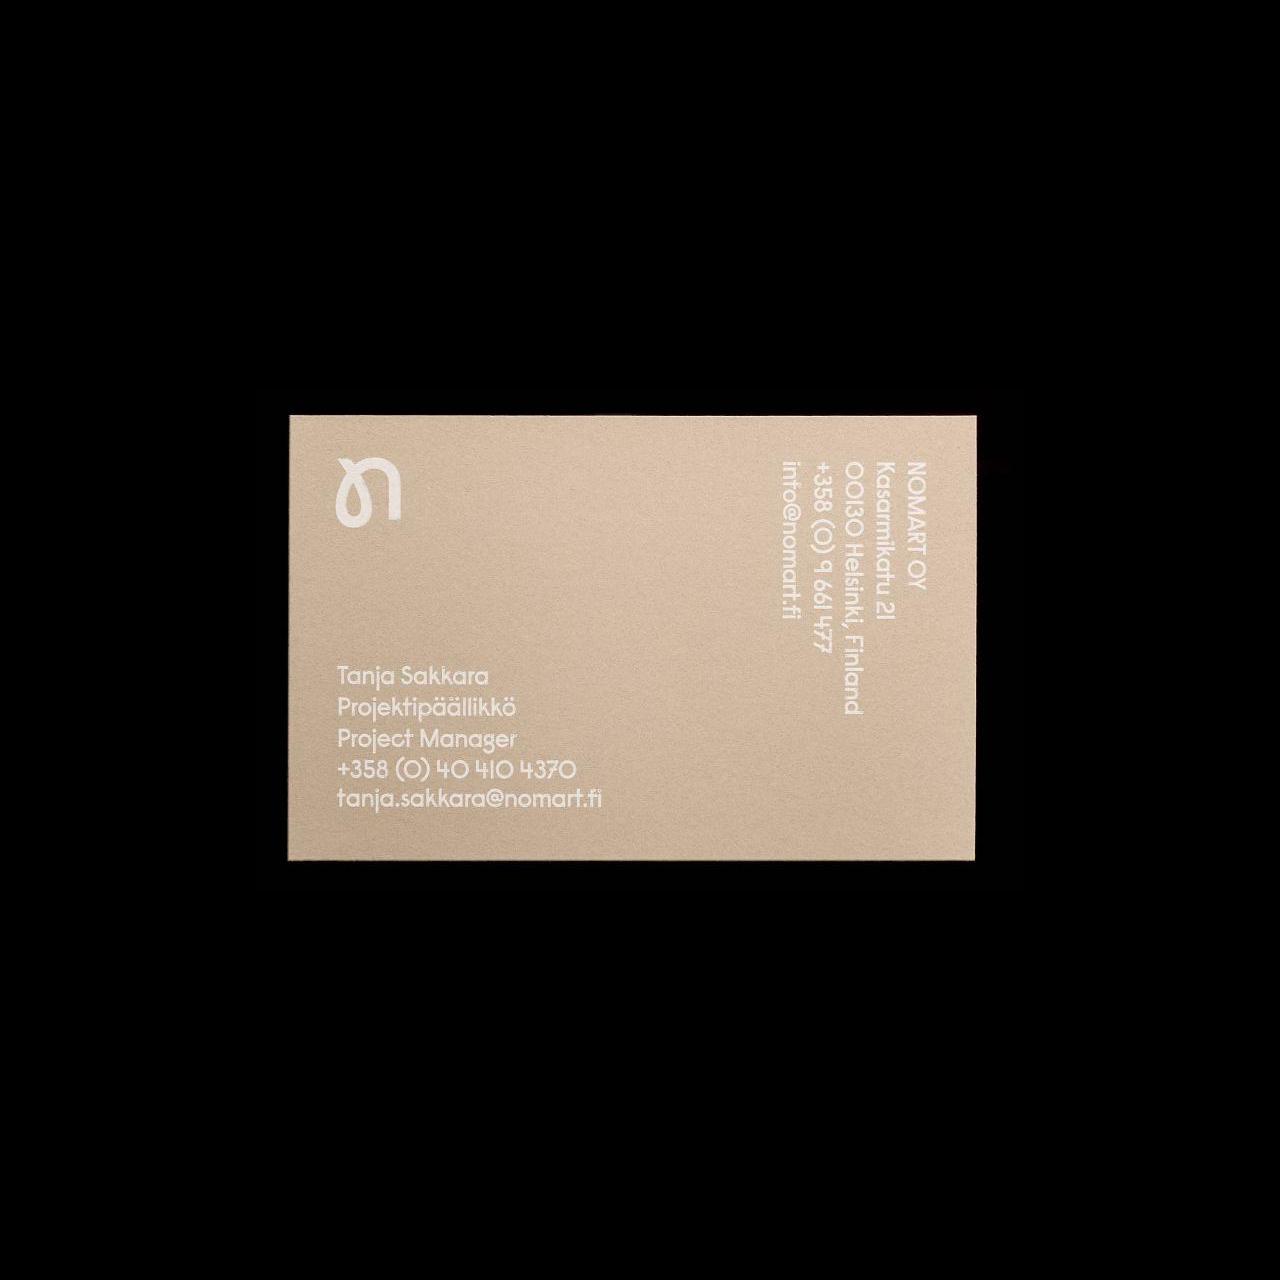 n
Tanja Sakkara
Projektipäällikkö
Project Manager
+358 (0) 40 410 4370
tanja.sakkara@nomart.fi
NOMART OY
Kasarmikatu 21
00130 Helsinki, Finland
+358 (0) 9 661 477
info@nomart.fi